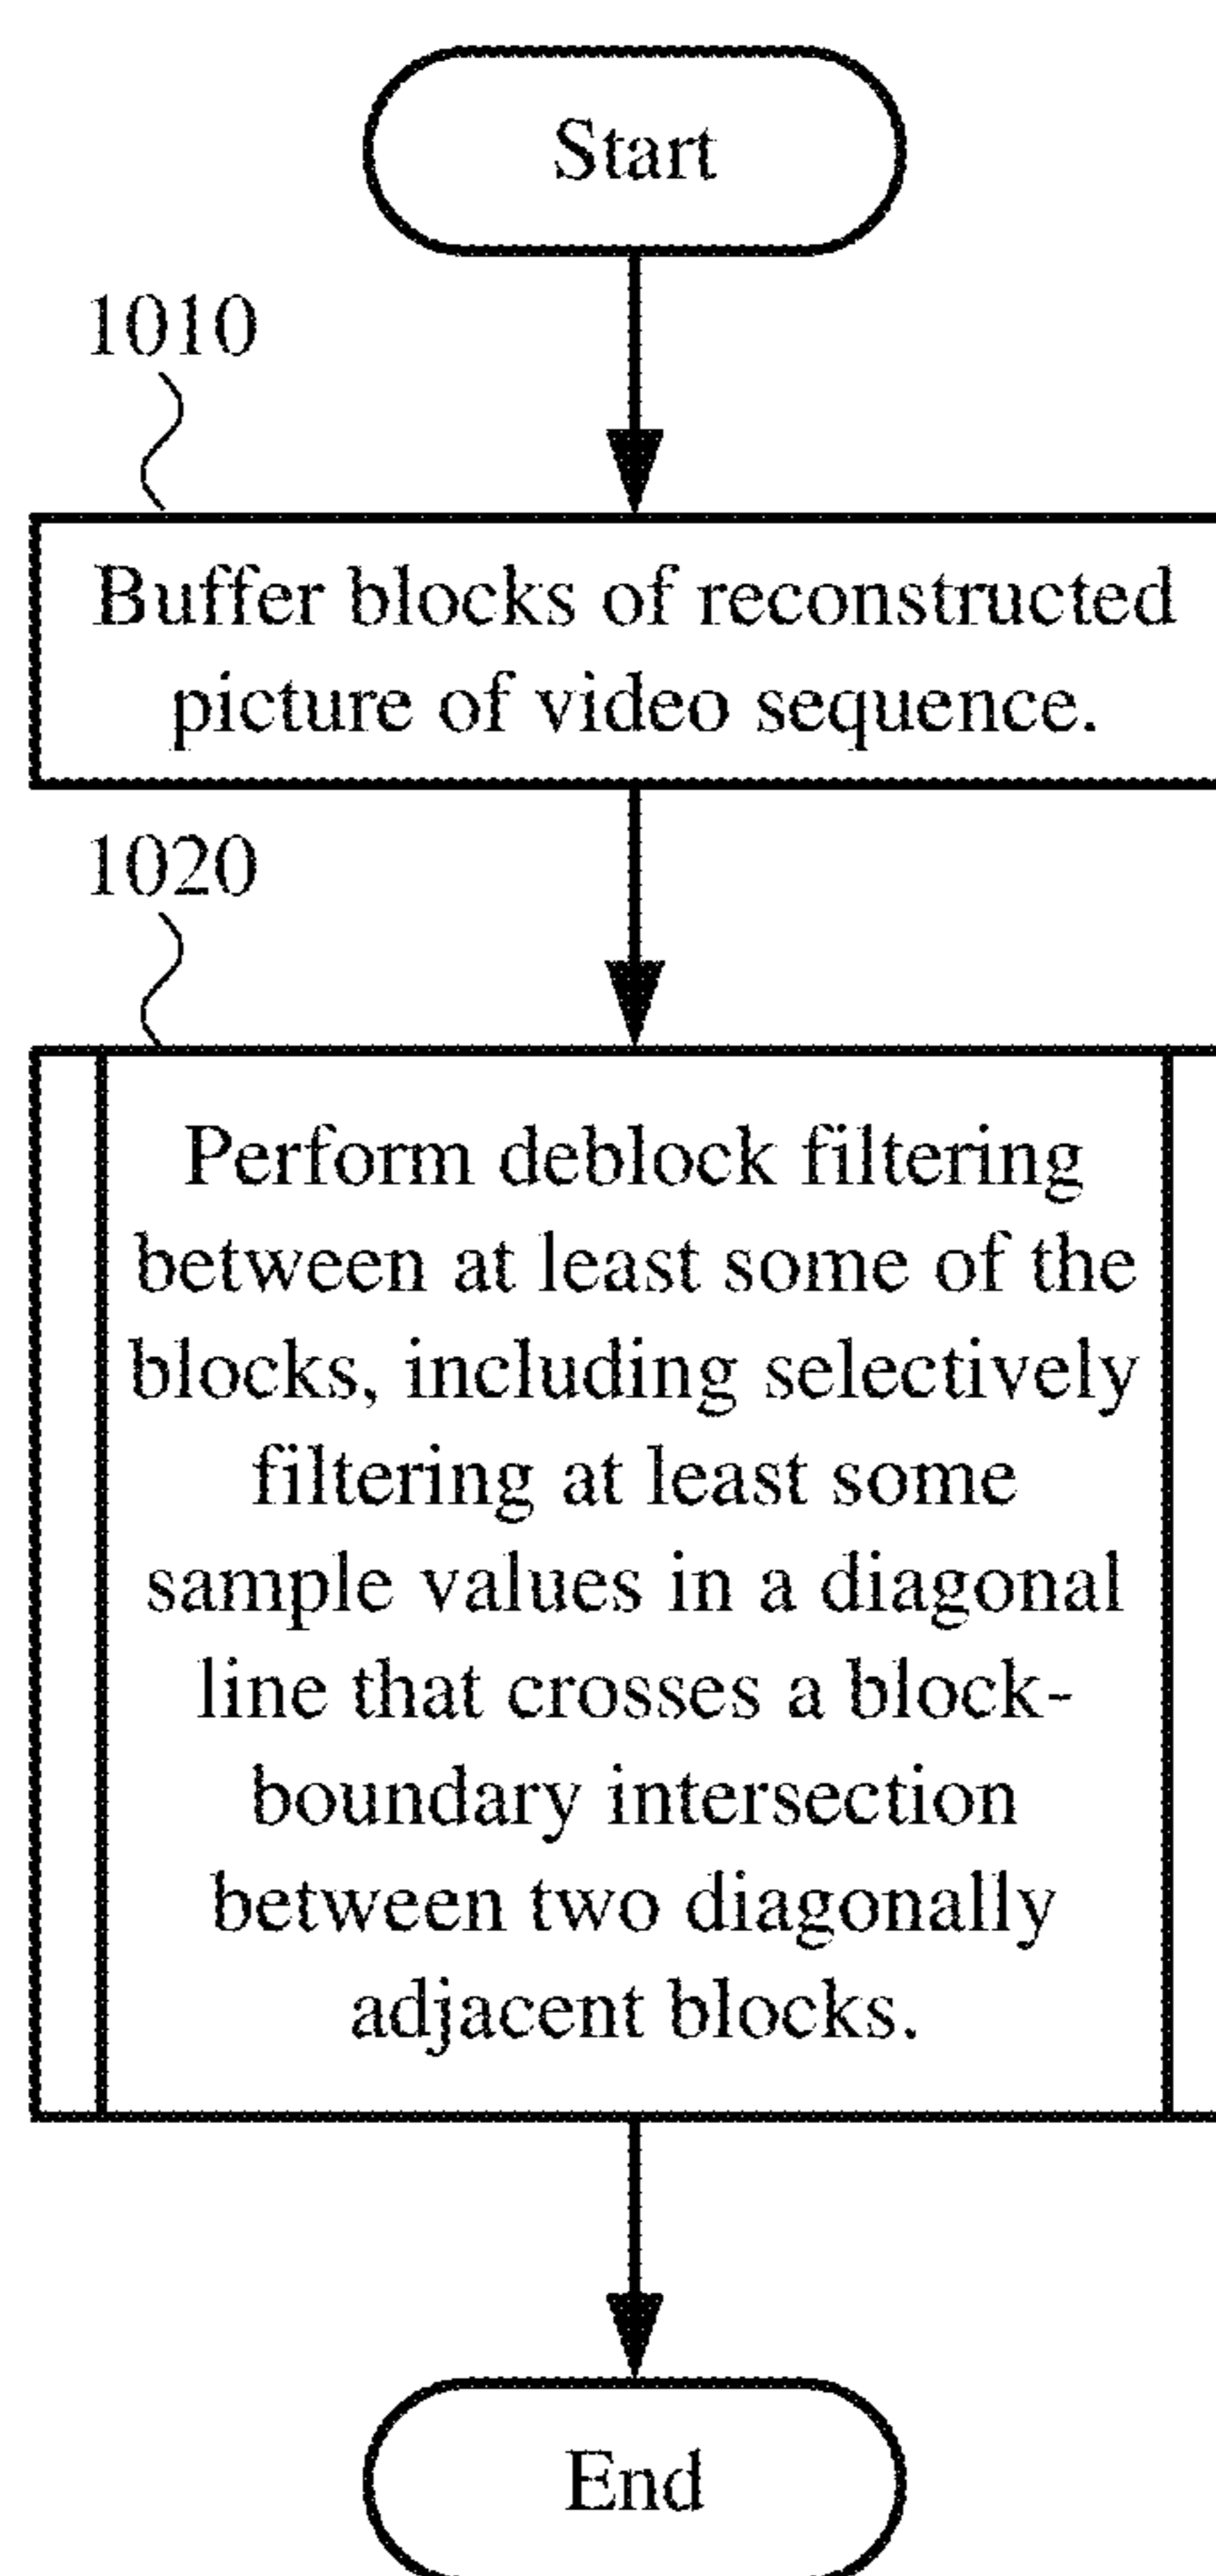 Start
1010
Buffer blocks of reconstructed
picture of video sequence.
1020
Perform deblock filtering
between at least some of the
blocks, including selectively
filtering at least some
sample values in a diagonal
line that crosses a block-
boundary intersection
between two diagonally
adjacent blocks.
End